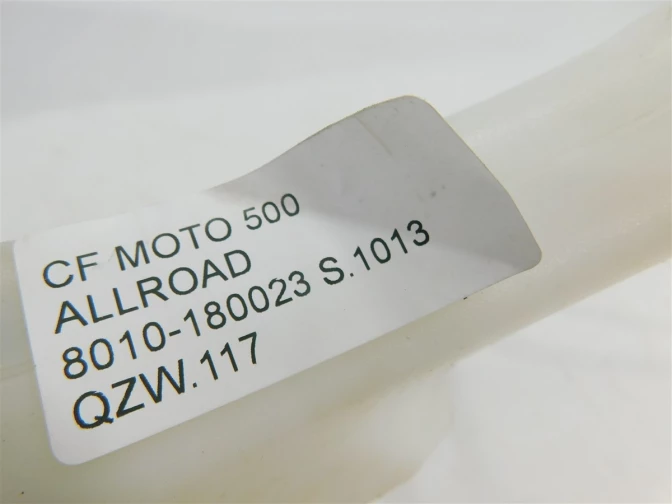 CF MOTO 500
ALLROAD
8010-180023 S.1013
QZW.117